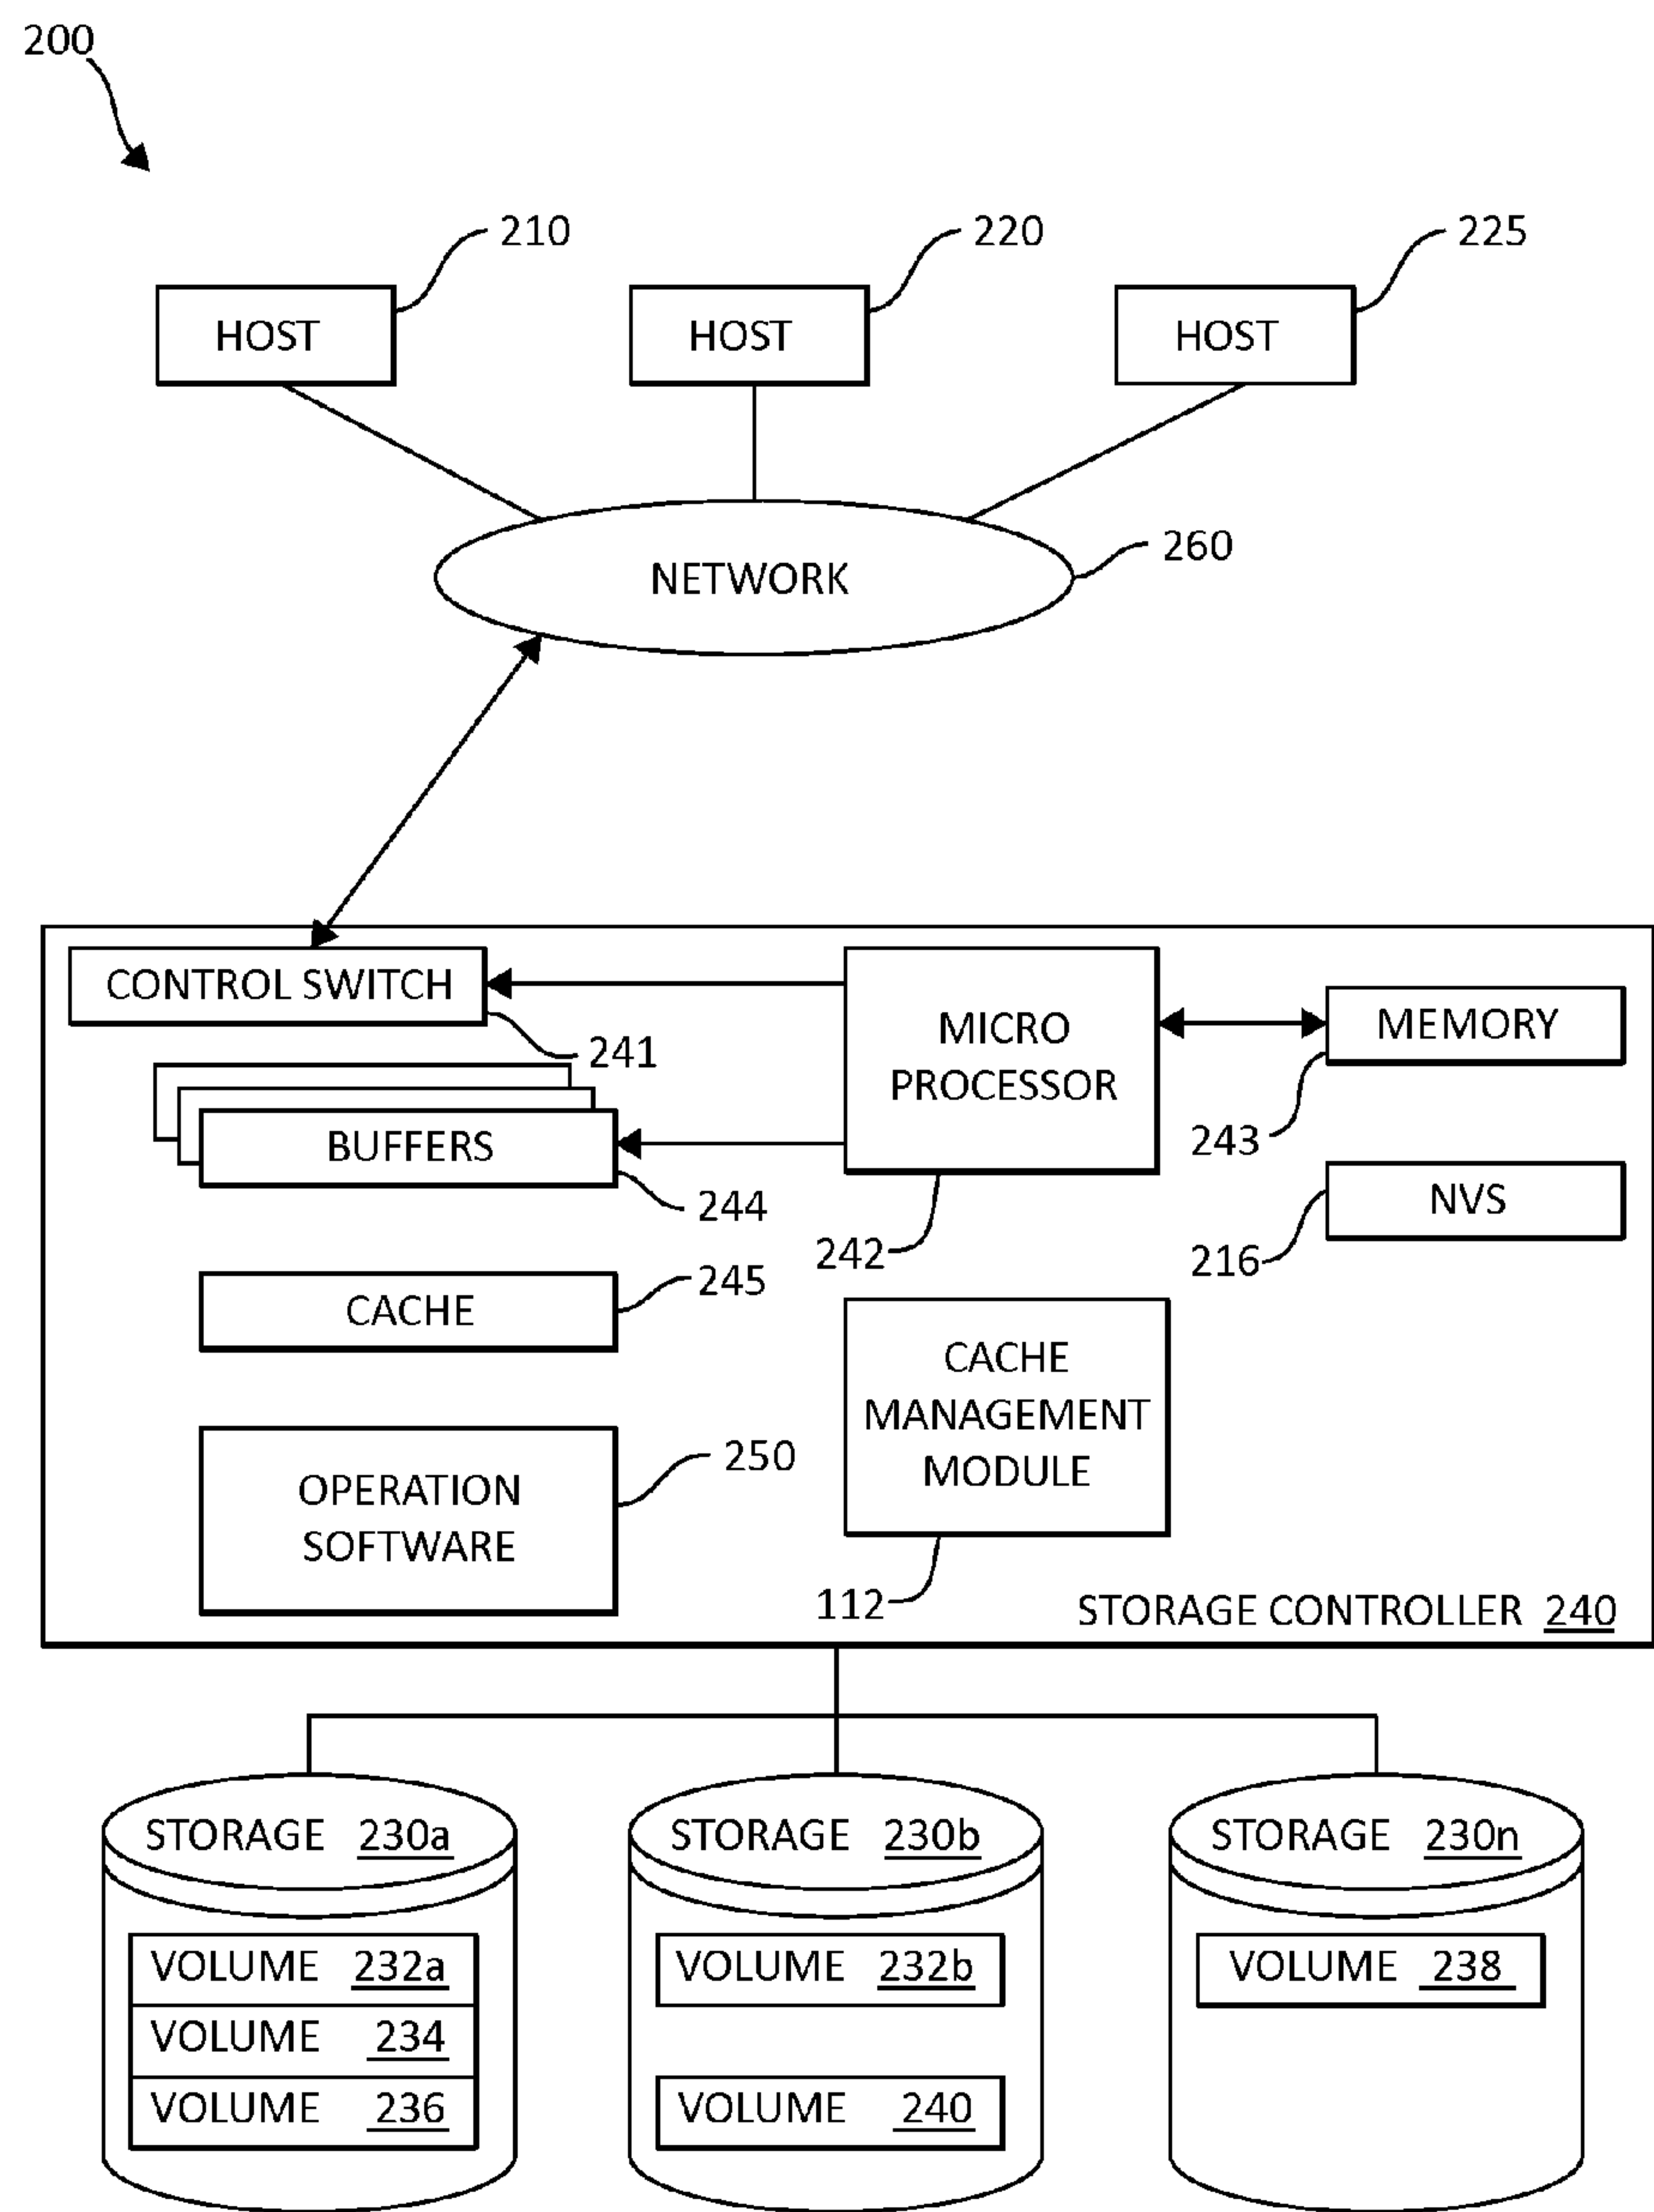 200
210
220
225
HOST
HOST
HOST
260
NETWORK
CONTROL SWITCH
241
MICRO
PROCESSOR
MEMORY
243
BUFFERS
244
242
NVS
216
245
CACHE
CACHE
MANAGEMENT
MODULE
250
OPERATION
SOFTWARE
112
STORAGE CONTROLLER 240
STORAGE 230a
STORAGE 230b
STORAGE 230n
VOLUME 232a
VOLUME 234
VOLUME 236
VOLUME 232b
VOLUME 240
VOLUME 238